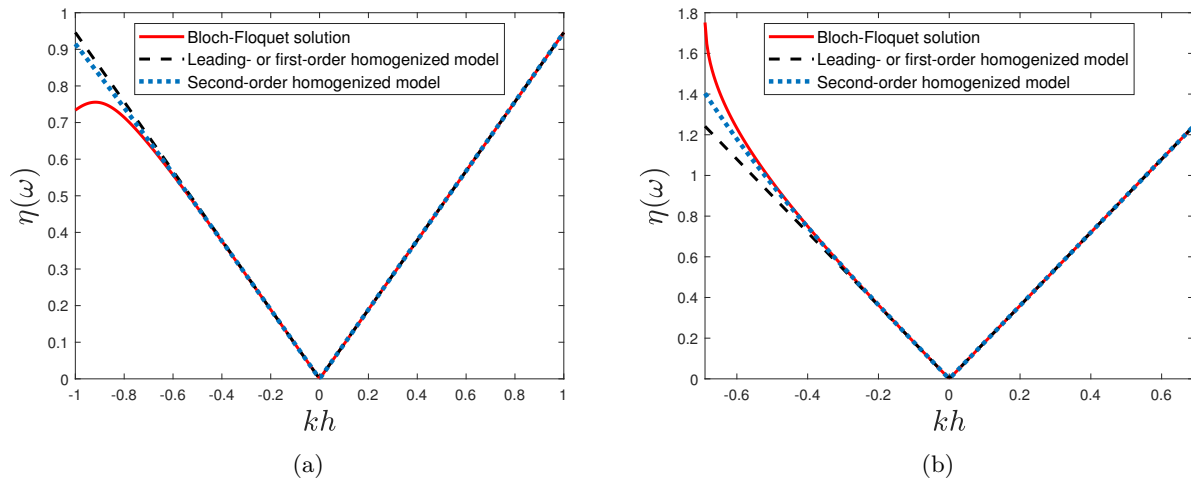 Bloch-Floquet solution
Leading- or first-order homogenized model
Second-order homogenized model
η(ω)
1
0.9
0.8
0.7
0.6
0.5
0.4
0.3
0.2
0.1
0
-1 -0.8 -0.6 -0.4 -0.2 0 0.2 0.4 0.6 0.8 1
kh
(a)
Bloch-Floquet solution
Leading- or first-order homogenized model
Second-order homogenized model
η(ω)
1.8
1.6
1.4
1.2
1
0.8
0.6
0.4
0.2
0
-0.6 -0.4 -0.2 0 0.2 0.4 0.6
kh
(b)